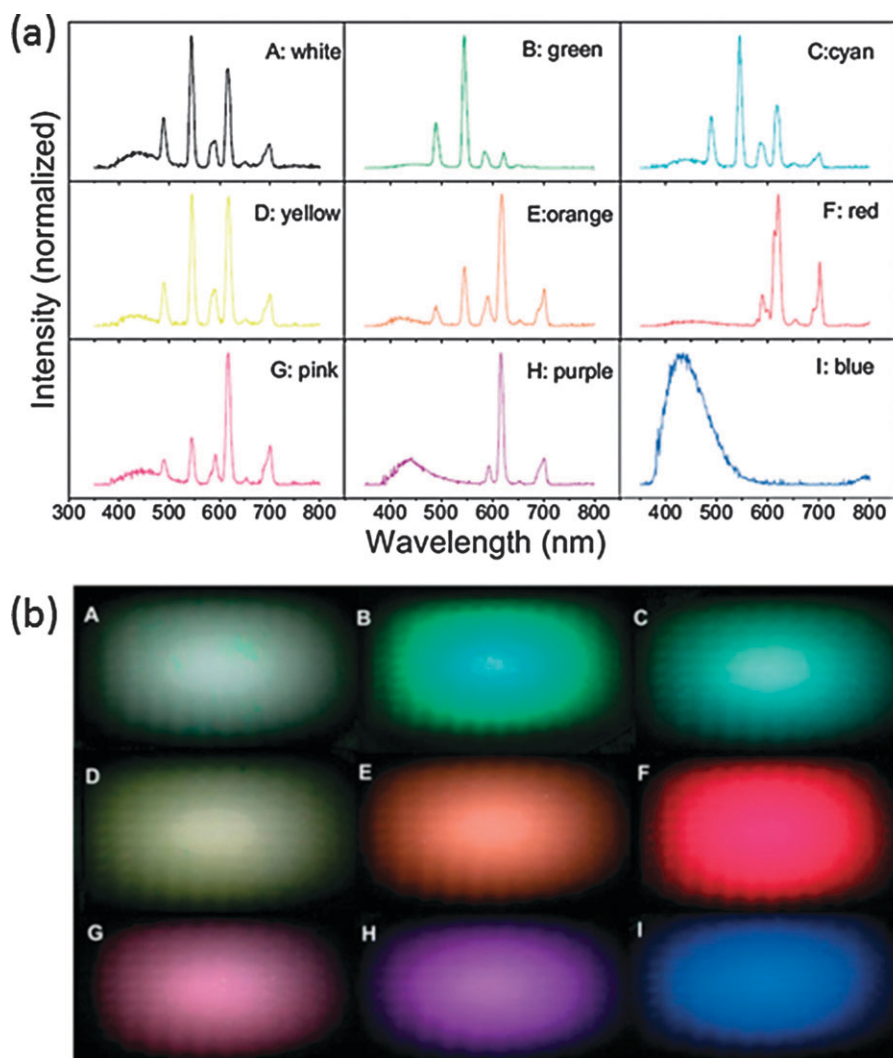 (a)
A: white
B: green
C:cyan
D: yellow
E:orange
F: red
G: pink
H: purple
I: blue
Intensity (normalized)
300 400 500 600 700 800
400 500 600 700 800
400 500 600 700 800
Wavelength (nm)
(b)
A
B
C
D
E
F
G
H
I